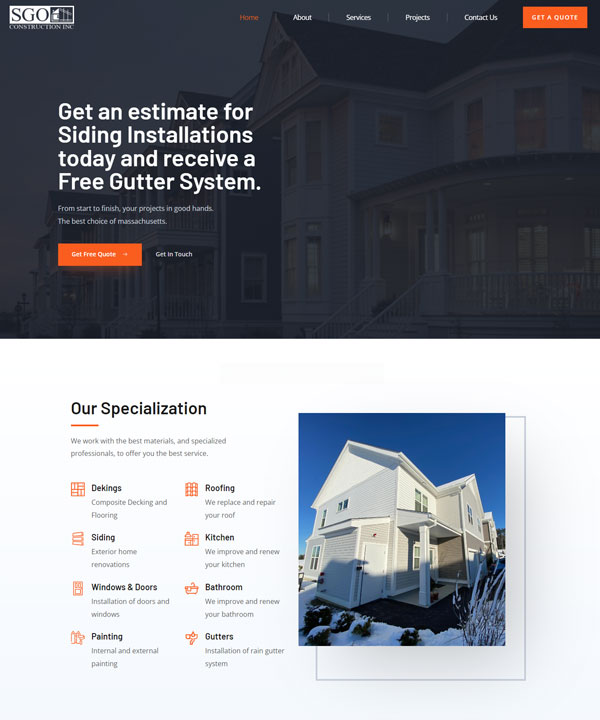 SGO
CONSTRUCTION INC
Home
About
Services
Projects
Contact Us
GET A QUOTE
Get an estimate for
Siding Installations
today and receive a
Free Gutter System.
From start to finish, your projects in good hands.
The best choice of massachusetts.
Get Free Quote →
Get In Touch
Our Specialization
We work with the best materials, and specialized
professionals, to offer you the best service.
Dekings
Composite Decking and
Flooring
Roofing
We replace and repair
your roof
Siding
Exterior home
renovations
Kitchen
We improve and renew
your kitchen
Windows & Doors
Installation of doors and
windows
Bathroom
We improve and renew
your bathroom
Painting
Internal and external
painting
Gutters
Installation of rain gutter
system